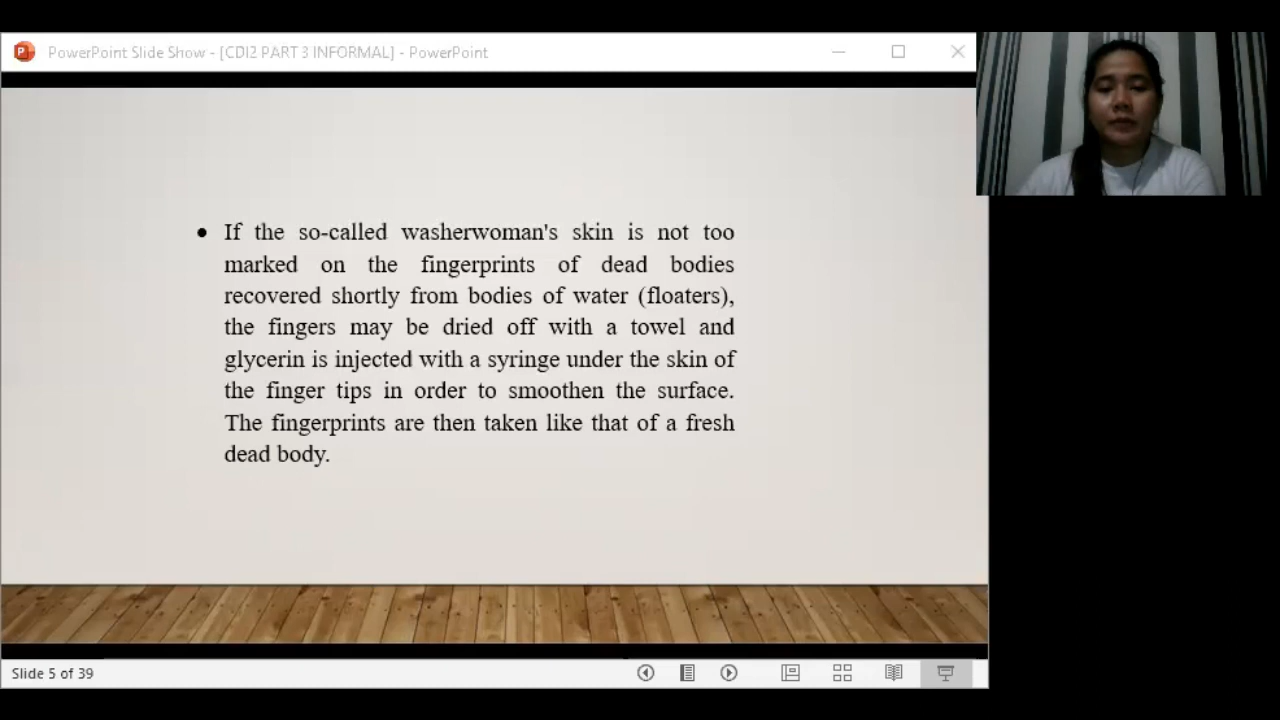 PowerPoint Slide Show - [CDI2 PART 3 INFORMAL] - PowerPoint
• If the so-called washerwoman's skin is not too
marked on the fingerprints of dead bodies
recovered shortly from bodies of water (floaters),
the fingers may be dried off with a towel and
glycerin is injected with a syringe under the skin of
the finger tips in order to smoothen the surface.
The fingerprints are then taken like that of a fresh
dead body.
Slide 5 of 39